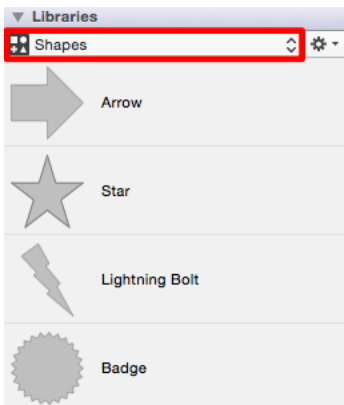 Libraries
Shapes
Arrow
Star
Lightning Bolt
Badge